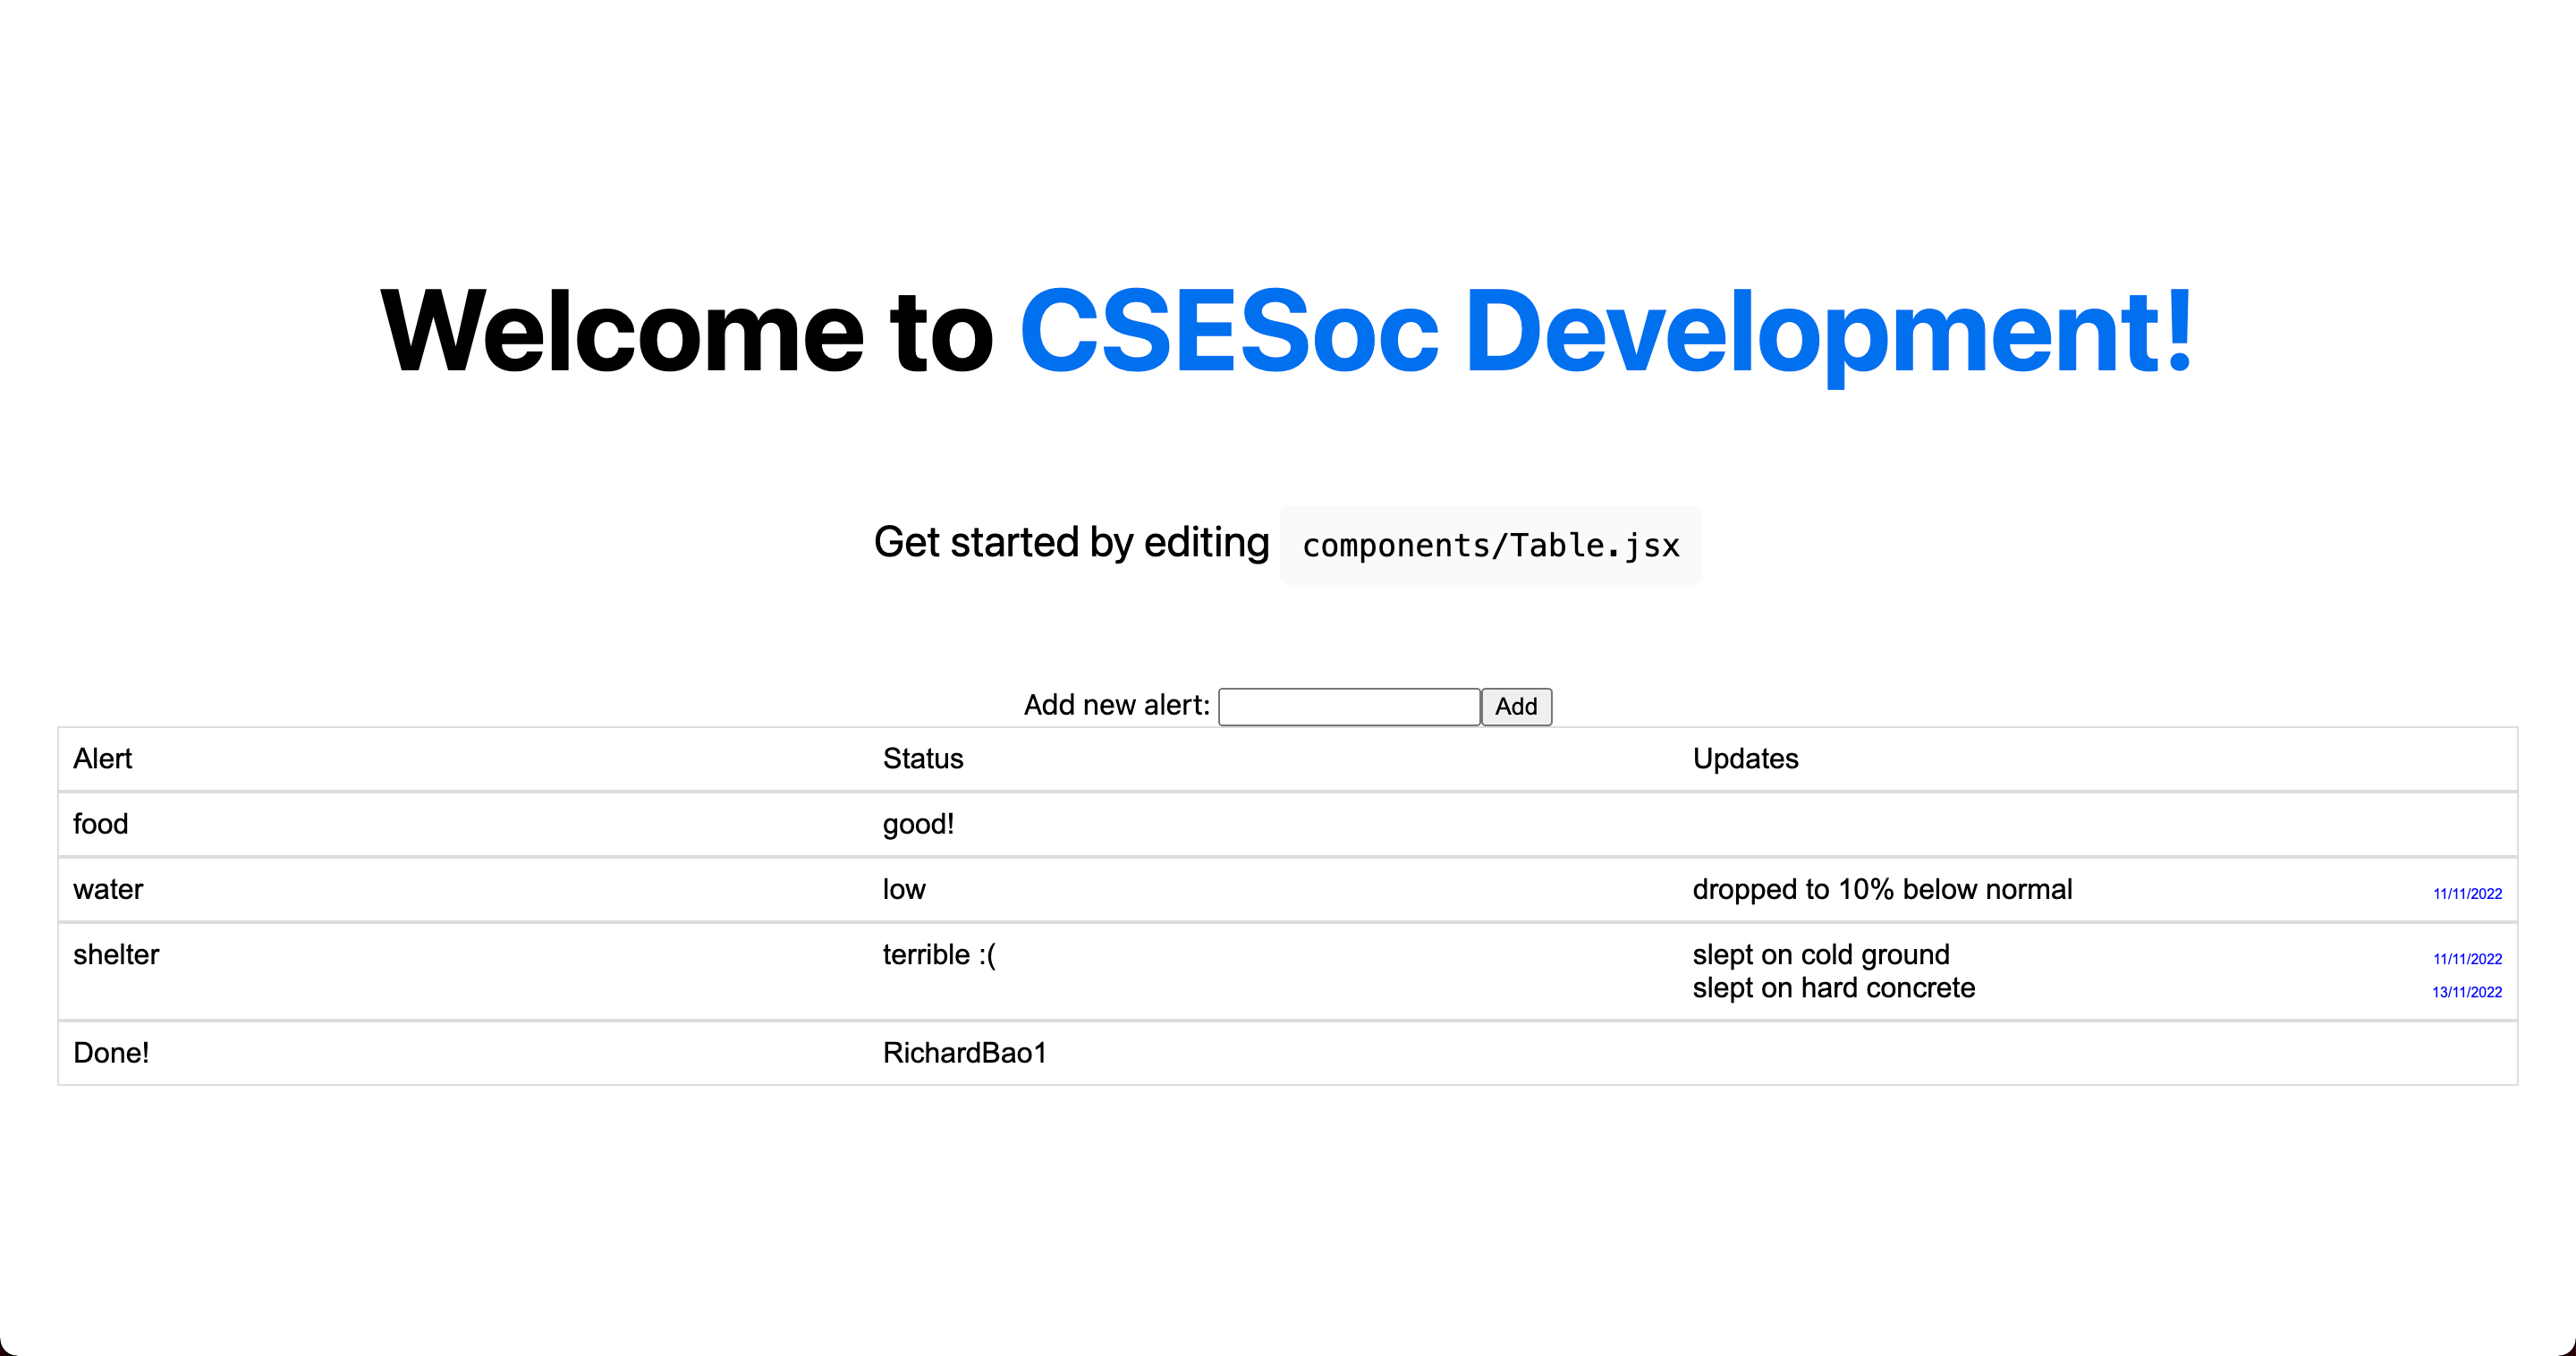 Welcome to CSESoc Development!
Get started by editing components/Table.jsx
Add new alert: Add
Alert Status Updates
food good!
water low dropped to 10% below normal 11/11/2022
shelter terrible :( slept on cold ground 11/11/2022
slept on hard concrete 13/11/2022
Done! RichardBao1